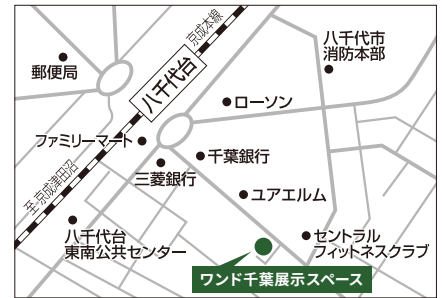 京成本線
八千代市
消防本部
郵便局
八千代台
ローソン
ファミリーマート
千葉銀行
三菱銀行
至・京成津田沼
ユアエルム
八千代台
東南公共センター
セントラル
フィットネスクラブ
ワンド千葉展示スペース